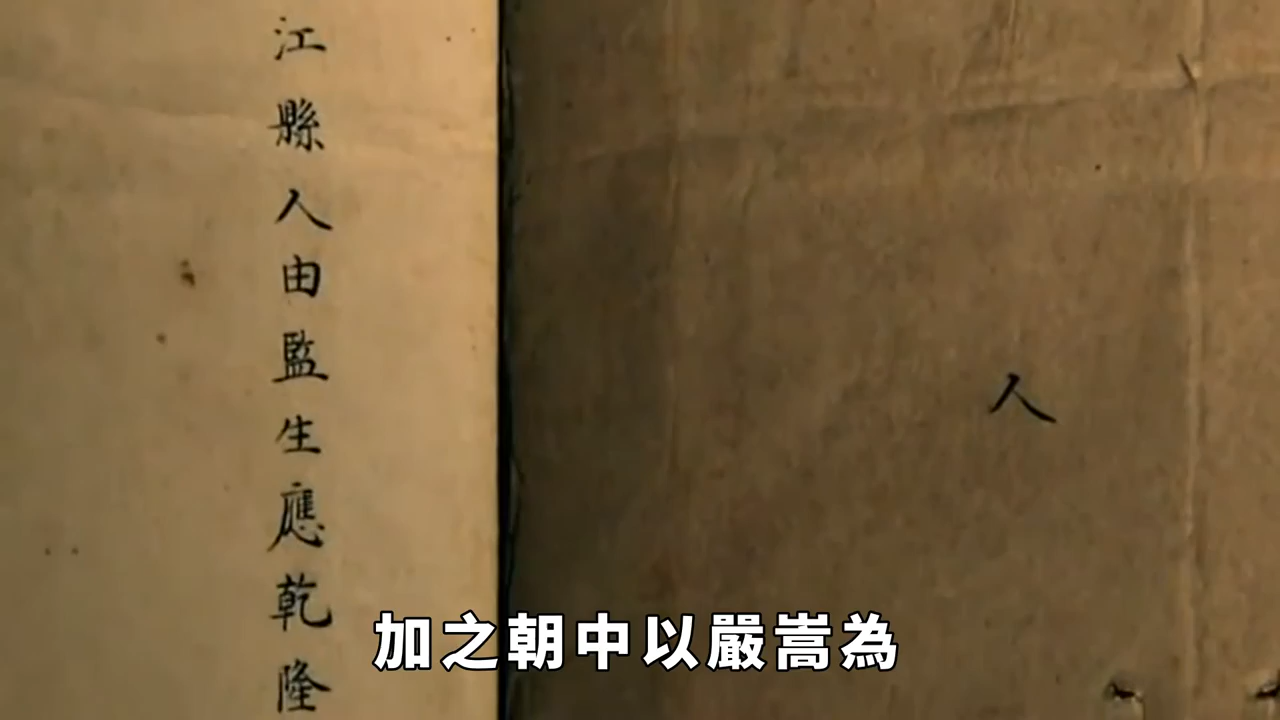 人
江縣人由監生應乾隆
加之朝中以嚴嵩為